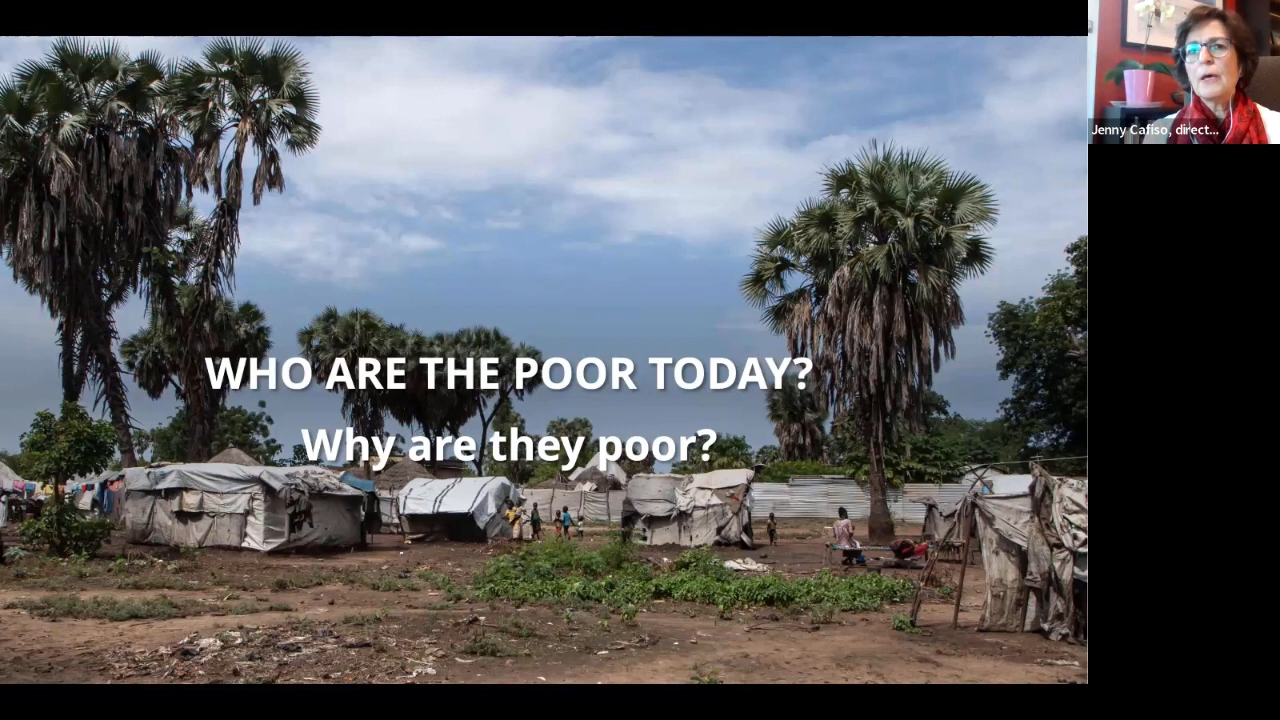 WHO ARE THE POOR TODAY?
Why are they poor?
Jenny Cafiso, direct...